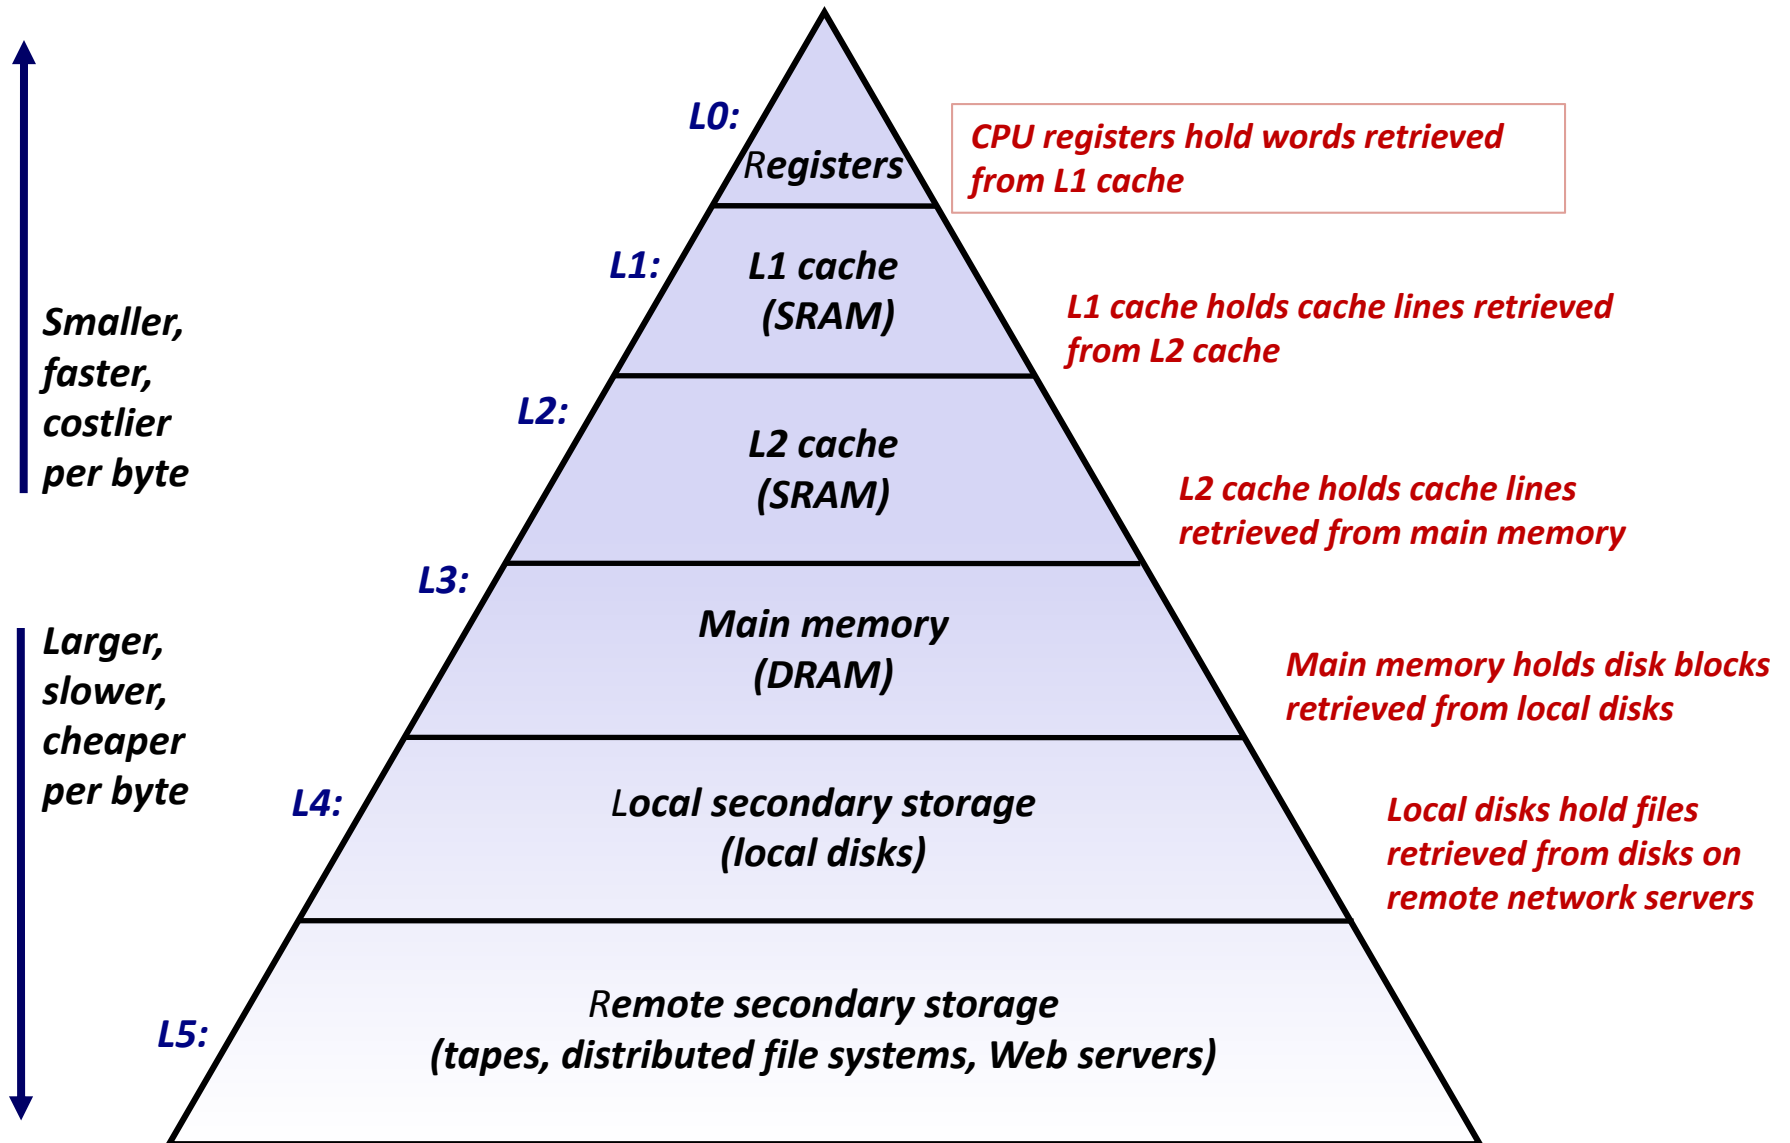 L0:
Registers
CPU registers hold words retrieved
from L1 cache
L1:
L1 cache
(SRAM)
L1 cache holds cache lines retrieved
from L2 cache
Smaller,
faster,
costlier
per byte
L2:
L2 cache
(SRAM)
L2 cache holds cache lines
retrieved from main memory
L3:
Main memory
(DRAM)
Main memory holds disk blocks
retrieved from local disks
Larger,
slower,
cheaper
per byte
L4:
Local secondary storage
(local disks)
Local disks hold files
retrieved from disks on
remote network servers
L5:
Remote secondary storage
(tapes, distributed file systems, Web servers)